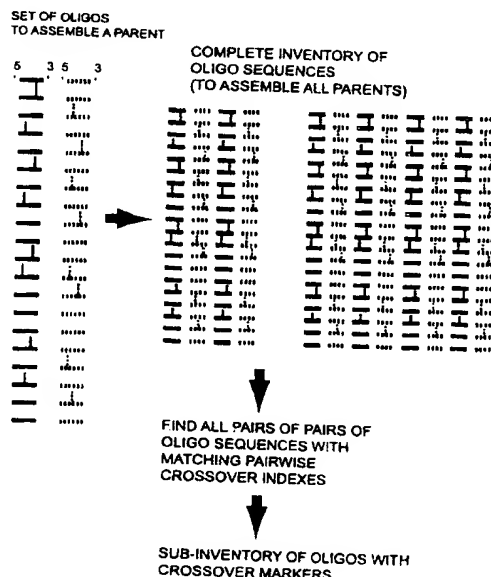 SET OF OLIGOS
TO ASSEMBLE A PARENT
5 3 5 3
COMPLETE INVENTORY OF
OLIGO SEQUENCES
(TO ASSEMBLE ALL PARENTS)
FIND ALL PAIRS OF PAIRS OF
OLIGO SEQUENCES WITH
MATCHING PAIRWISE
CROSSOVER INDEXES
SUB-INVENTORY OF OLIGOS WITH
CROSSOVER MARKERS